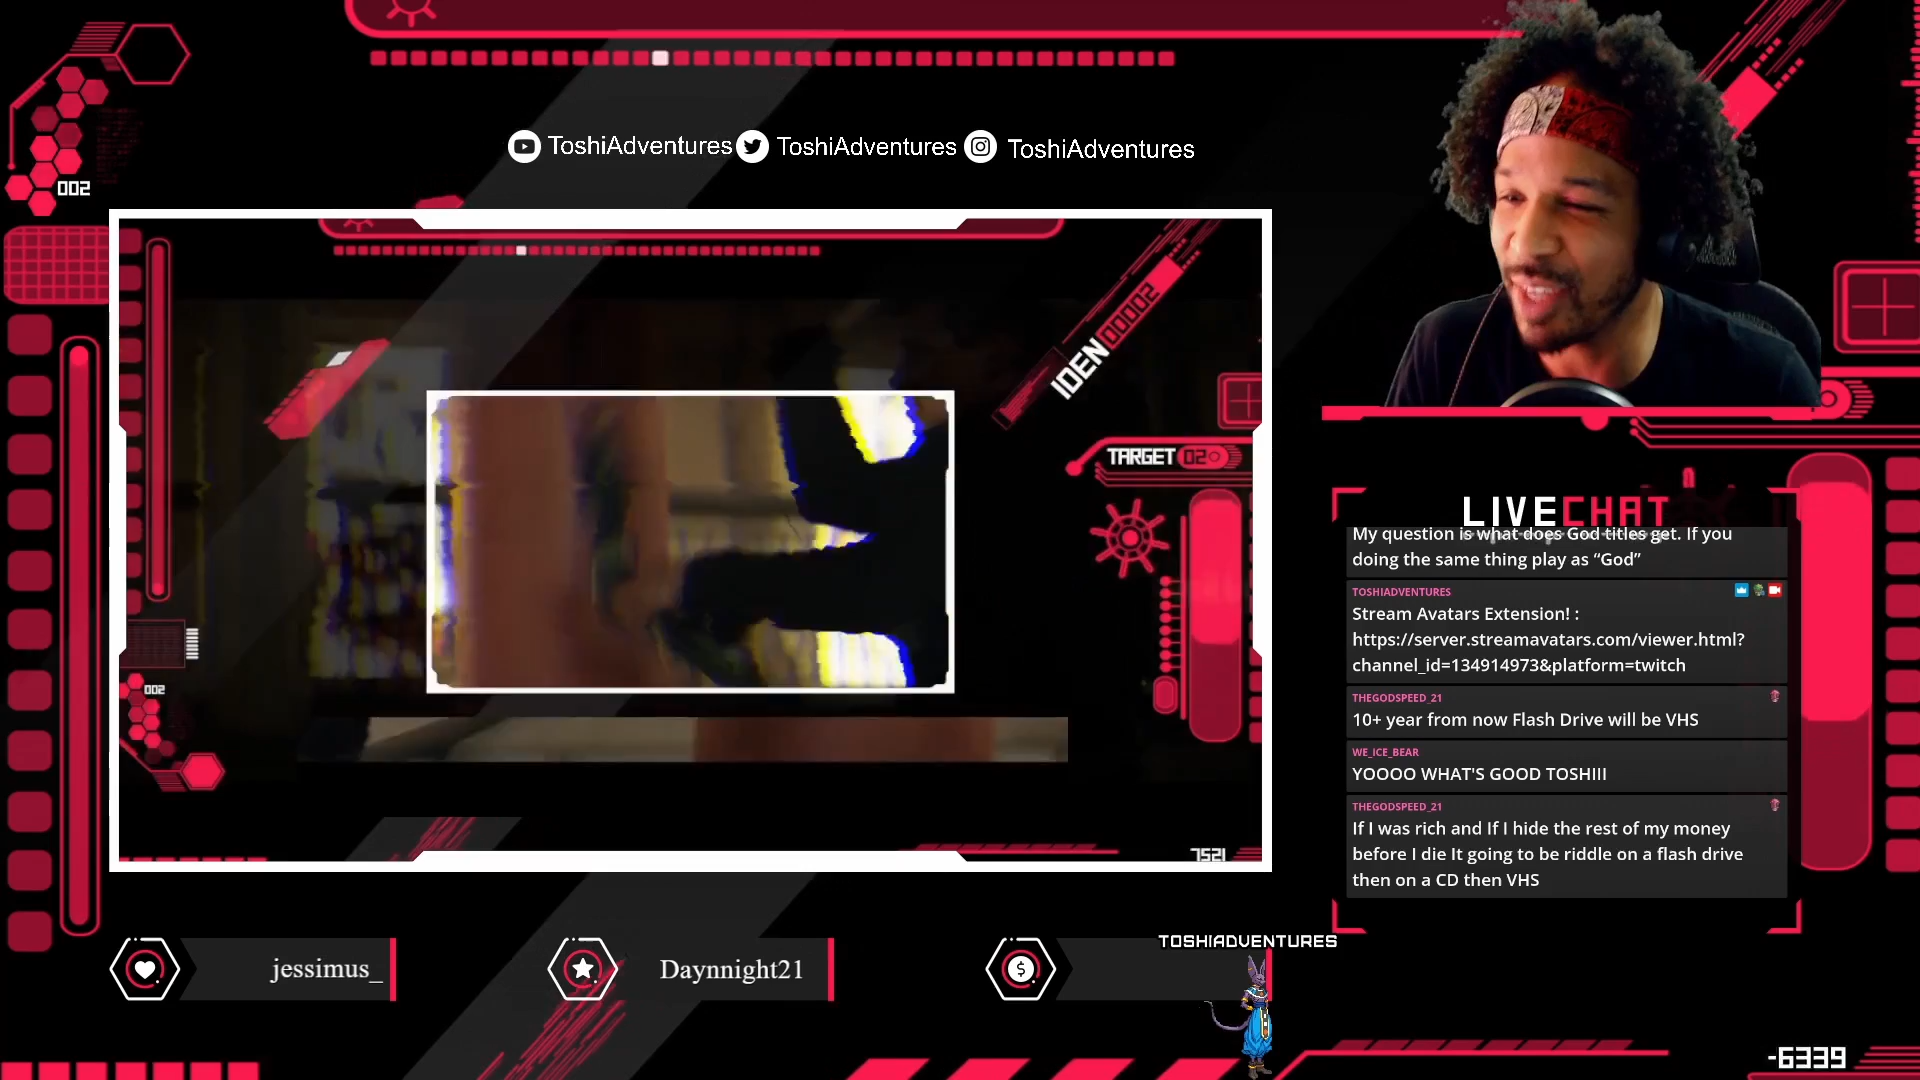 002
ToshiAdventures ToshiAdventures ToshiAdventures
IDEN 00002
TARGET 02
002
7521
LIVECHAT
My question is what does God titles get. If you
doing the same thing play as “God”
TOSHIADVENTURES
Stream Avatars Extension! :
https://server.streamavatars.com/viewer.html?
channel_id=134914973&platform=twitch
THEGODSPEED_21
10+ year from now Flash Drive will be VHS
WE_ICE_BEAR
YOOOO WHAT'S GOOD TOSHIII
THEGODSPEED_21
If I was rich and If I hide the rest of my money
before I die It going to be riddle on a flash drive
then on a CD then VHS
TOSHIADVENTURES
jessimus_
Daynnight21
$
-6339